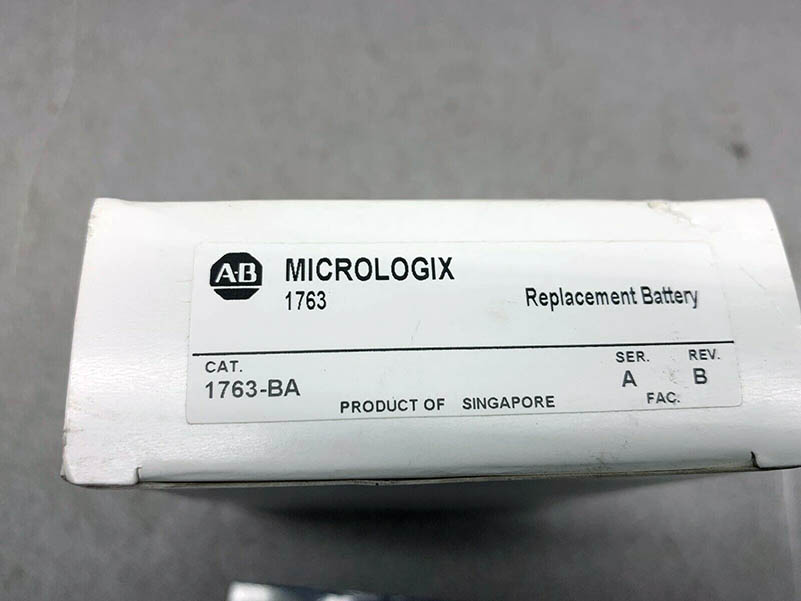 A-B
MICROLOGIX
1763
Replacement Battery
CAT.
1763-BA
SER.
A
REV.
B
PRODUCT OF SINGAPORE
FAC.